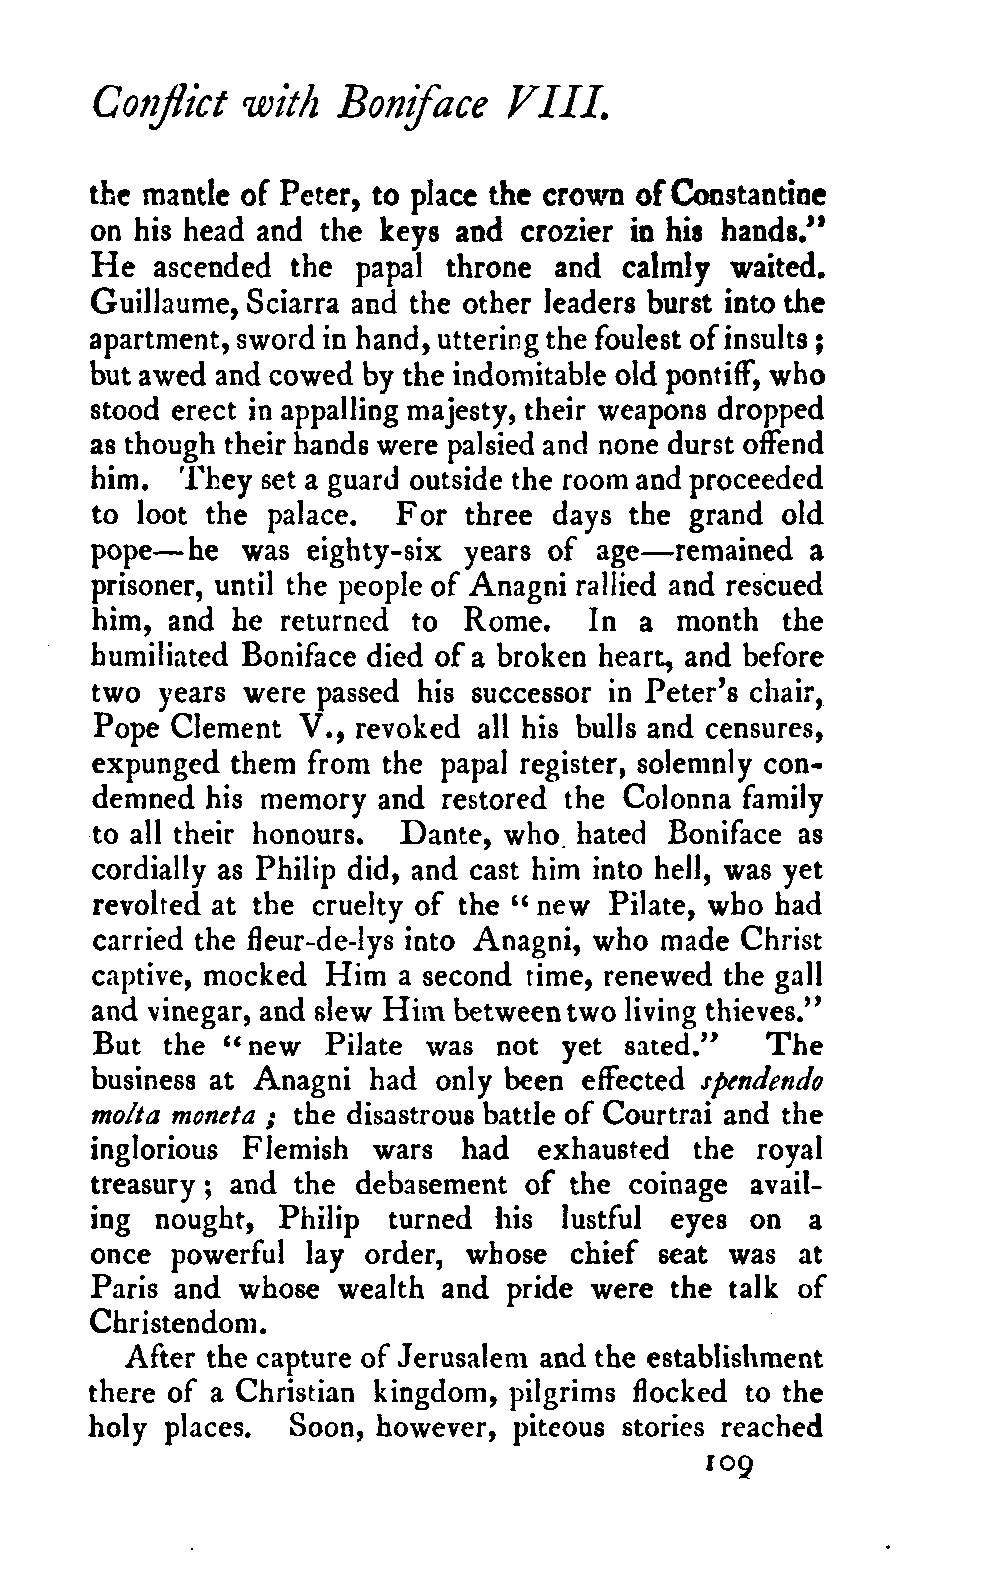 Conflict with Boniface VIII.
the mantle of Peter, to place the crown of Constantine
on his head and the keys and crozier in his hands."
He ascended the papal throne and calmly waited.
Guillaume, Sciarra and the other leaders burst into the
apartment, sword in hand, uttering the foulest of insults ;
but awed and cowed by the indomitable old pontiff, who
stood erect in appalling majesty, their weapons dropped
as though their hands were palsied and none durst offend
him. They set a guard outside the room and proceeded
to loot the palace. For three days the grand old
pope—he was eighty-six years of age—remained a
prisoner, until the people of Anagni rallied and rescued
him, and he returned to Rome. In a month the
humiliated Boniface died of a broken heart, and before
two years were passed his successor in Peter's chair,
Pope Clement V., revoked all his bulls and censures,
expunged them from the papal register, solemnly con-
demned his memory and restored the Colonna family
to all their honours. Dante, who hated Boniface as
cordially as Philip did, and cast him into hell, was yet
revolted at the cruelty of the "new Pilate, who had
carried the fleur-de-lys into Anagni, who made Christ
captive, mocked Him a second time, renewed the gall
and vinegar, and slew Him between two living thieves."
But the "new Pilate was not yet sated." The
business at Anagni had only been effected spendendo
molta moneta ; the disastrous battle of Courtrai and the
inglorious Flemish wars had exhausted the royal
treasury ; and the debasement of the coinage avail-
ing nought, Philip turned his lustful eyes on a
once powerful lay order, whose chief seat was at
Paris and whose wealth and pride were the talk of
Christendom.
After the capture of Jerusalem and the establishment
there of a Christian kingdom, pilgrims flocked to the
holy places. Soon, however, piteous stories reached
109